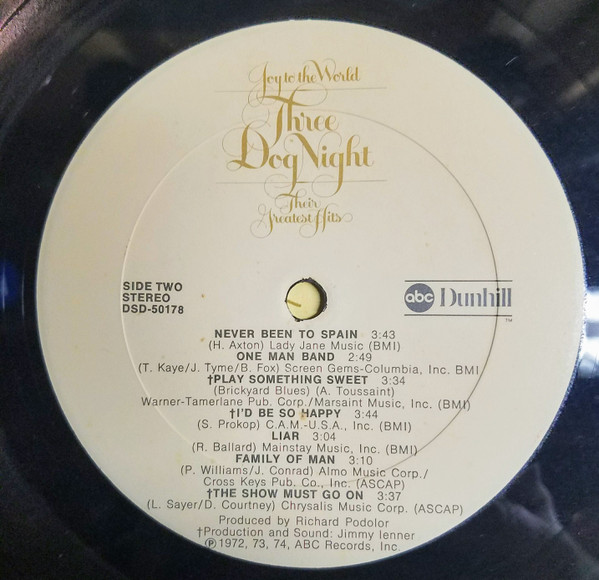 Joy to the World
Three
Dog Night
Their
Greatest Hits
SIDE TWO
STEREO
DSD-50178
abc Dunhill
™
NEVER BEEN TO SPAIN 3:43
(H. Axton) Lady Jane Music (BMI)
ONE MAN BAND 2:49
(T. Kaye/J. Tyme/B. Fox) Screen Gems-Columbia, Inc. BMI
†PLAY SOMETHING SWEET 3:34
(Brickyard Blues) (A. Toussaint)
Warner-Tamerlane Pub. Corp./Marsaint Music, Inc. (BMI)
†I'D BE SO HAPPY 3:44
(S. Prokop) C.A.M.-U.S.A., Inc. (BMI)
LIAR 3:04
(R. Ballard) Mainstay Music, Inc. (BMI)
FAMILY OF MAN 3:10
(P. Williams/J. Conrad) Almo Music Corp./
Cross Keys Pub. Co., Inc. (ASCAP)
†THE SHOW MUST GO ON 3:37
(L. Sayer/D. Courtney) Chrysalis Music Corp. (ASCAP)
Produced by Richard Podolor
†Production and Sound: Jimmy Ienner
Ⓟ1972, 73, 74, ABC Records, Inc.